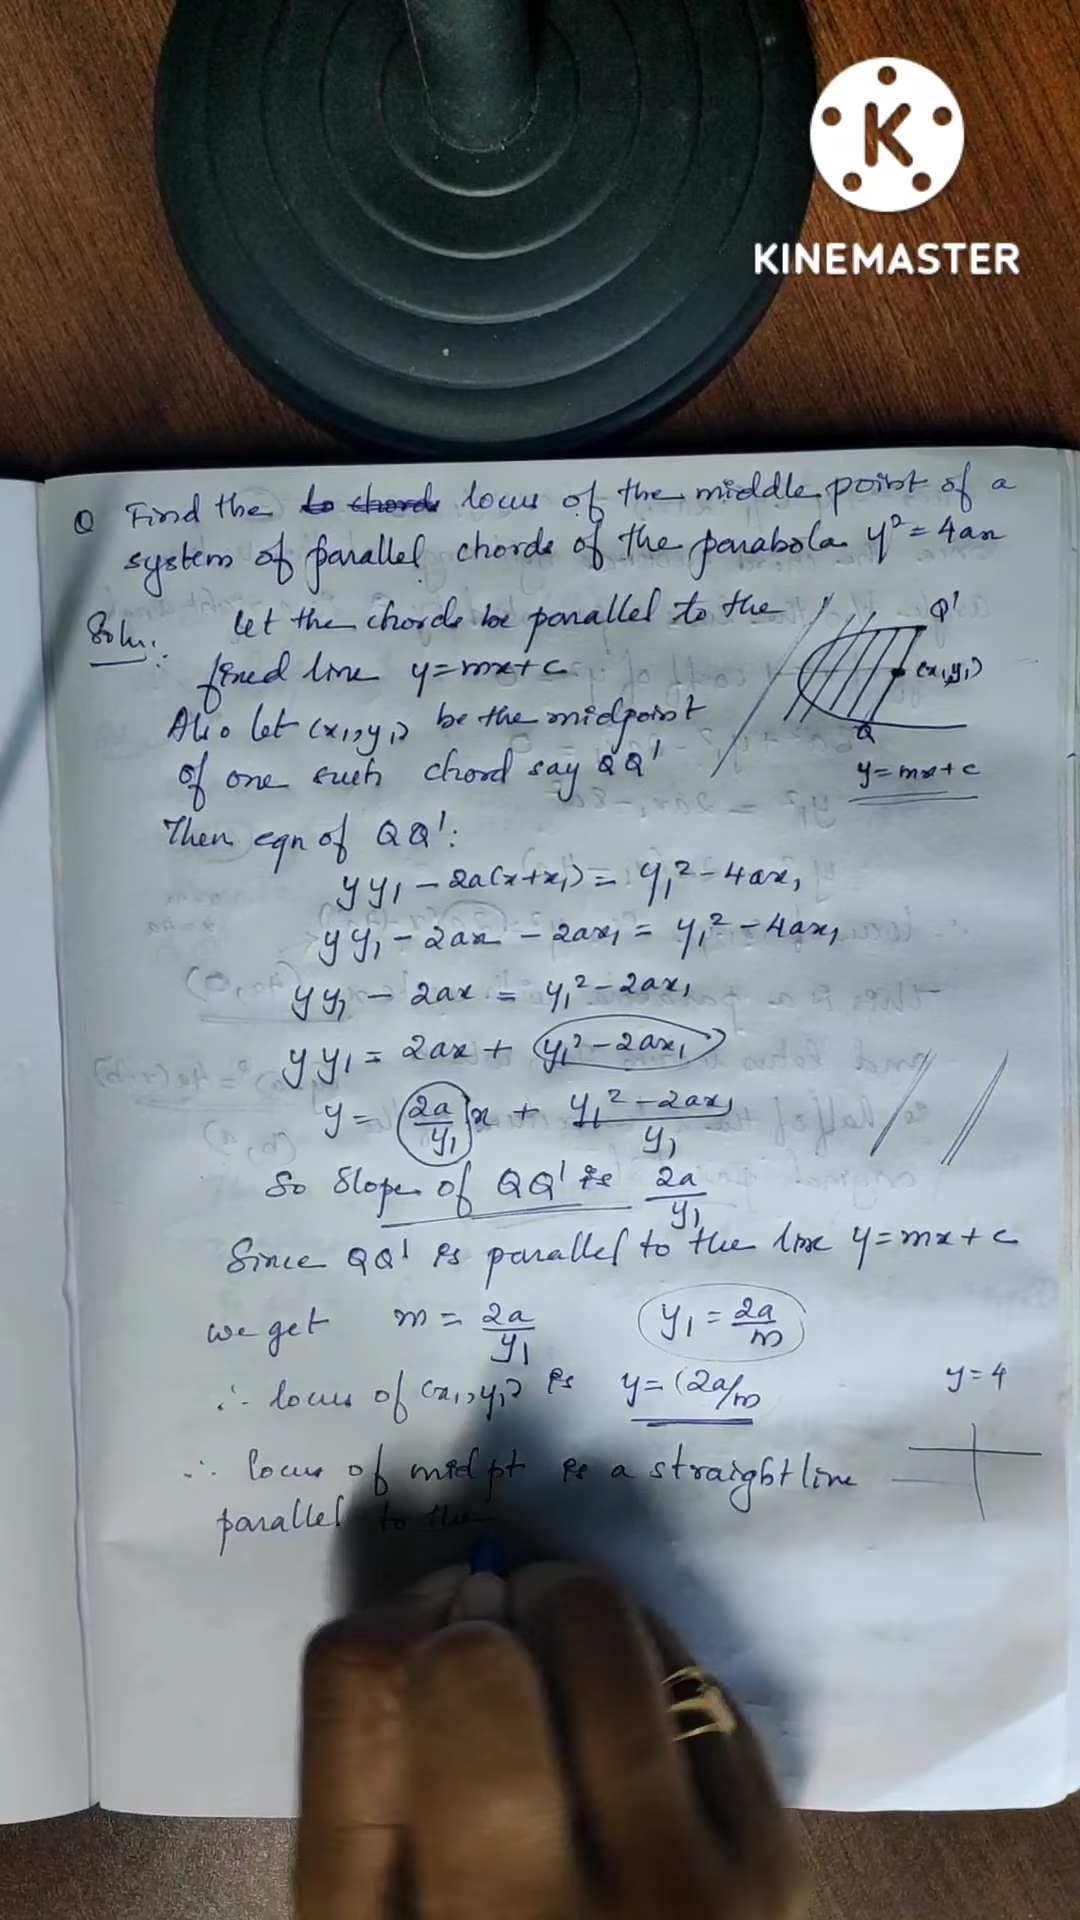 K
KINEMASTER
Q Find the locus of the middle point of a
system of parallel chords of the parabola y² = 4ax
Soln: Let the chords be parallel to the
fixed line y=mx+c
Also let (x₁,y₁) be the midpoint
of one such chord say QQ'
Q'
(x₁,y₁)
Q
y=mx+c
Then eqn of QQ':
yy₁ - 2a(x+x₁) = y₁² - 4ax₁
yy₁ - 2ax - 2ax₁ = y₁² - 4ax₁
yy₁ - 2ax = y₁² - 2ax₁
yy₁ = 2ax + y₁² - 2ax₁
y = 2a/y₁ x + y₁² - 2ax₁/y₁
So Slope of QQ' is 2a/y₁
Since QQ' is parallel to the line y=mx+c
we get m = 2a/y₁ y₁ = 2a/m
∴ locus of (x₁,y₁) is y=(2a/m y=4
∴ locus of mid pt is a straight line
parallel to the